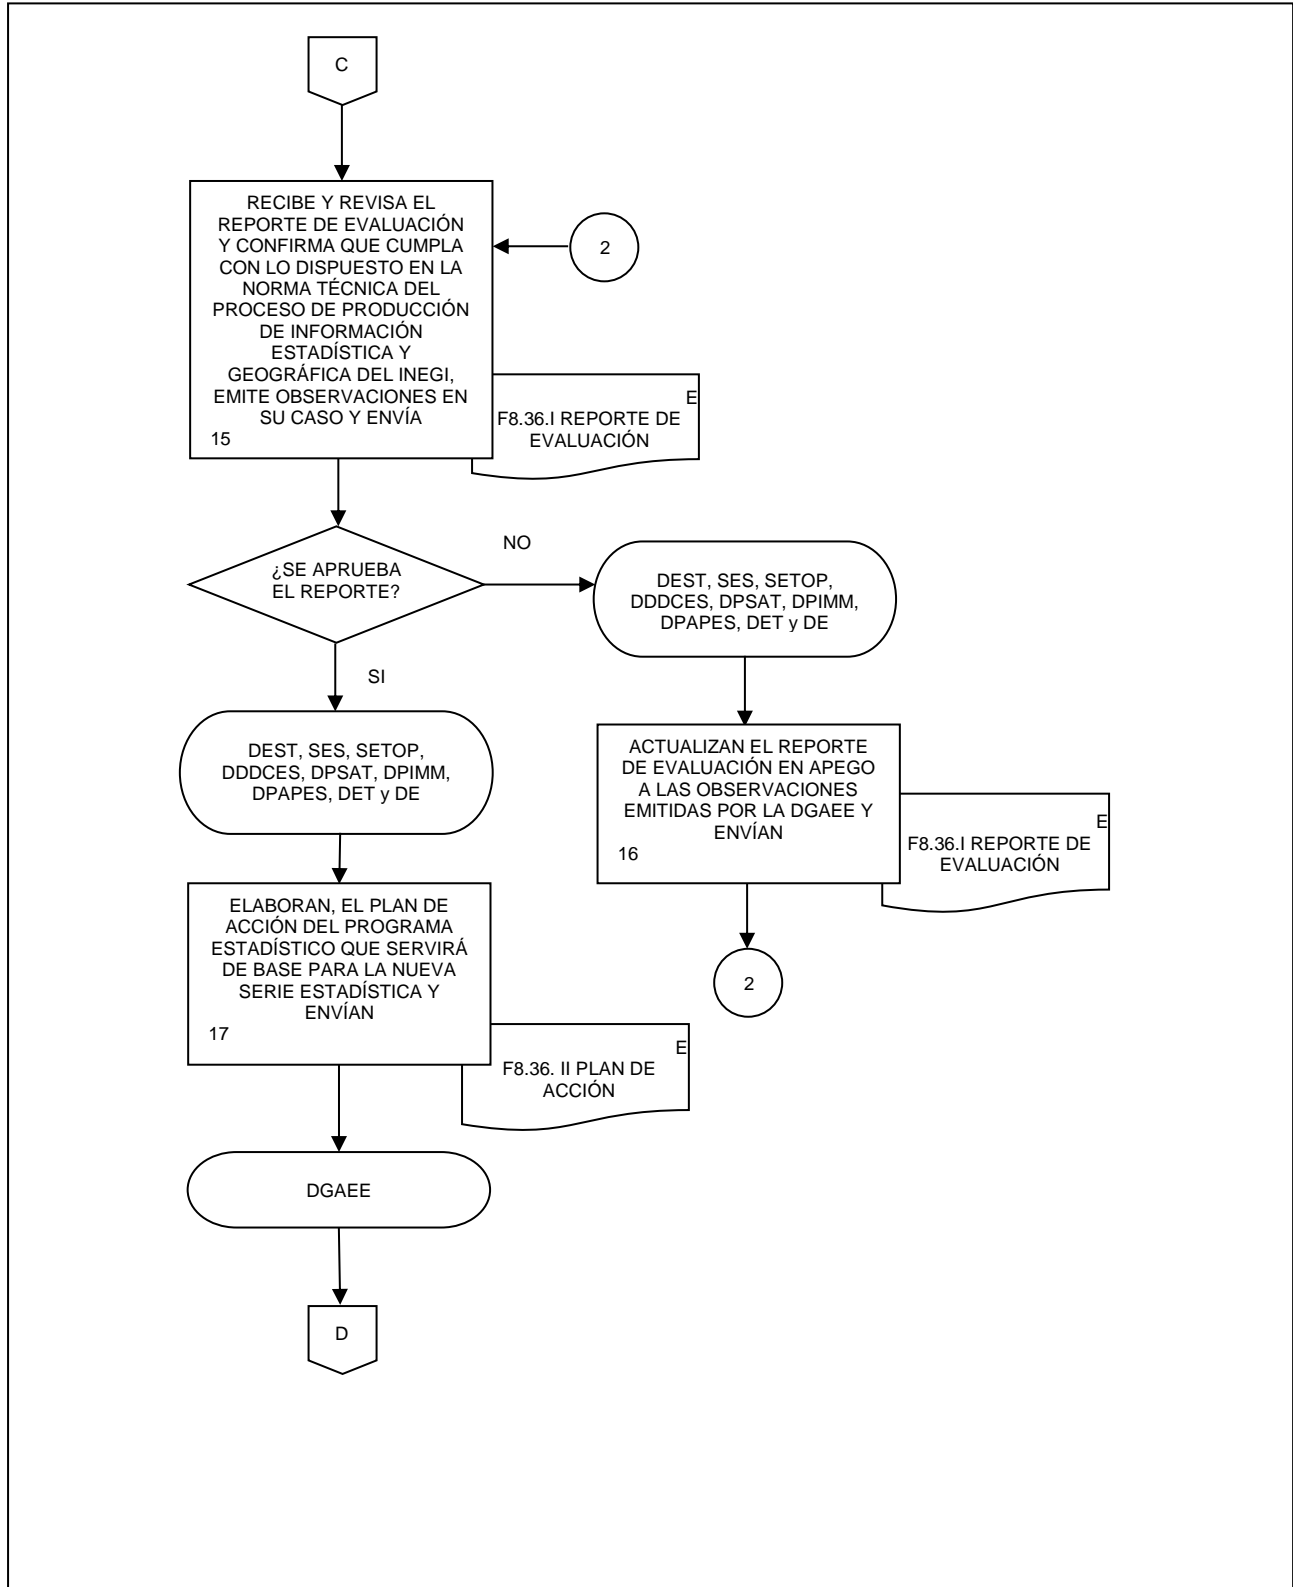 C
RECIBE Y REVISA EL
REPORTE DE EVALUACIÓN
Y CONFIRMA QUE CUMPLA
CON LO DISPUESTO EN LA
NORMA TÉCNICA DEL
PROCESO DE PRODUCCIÓN
DE INFORMACIÓN
ESTADÍSTICA Y
GEOGRÁFICA DEL INEGI,
EMITE OBSERVACIONES EN
SU CASO Y ENVÍA
15
2
E
F8.36.I REPORTE DE
EVALUACIÓN
¿SE APRUEBA
EL REPORTE?
NO
DEST, SES, SETOP,
DDDCES, DPSAT, DPIMM,
DPAPES, DET y DE
ACTUALIZAN EL REPORTE
DE EVALUACIÓN EN APEGO
A LAS OBSERVACIONES
EMITIDAS POR LA DGAEE Y
ENVÍAN
16
E
F8.36.I REPORTE DE
EVALUACIÓN
2
SI
DEST, SES, SETOP,
DDDCES, DPSAT, DPIMM,
DPAPES, DET y DE
ELABORAN, EL PLAN DE
ACCIÓN DEL PROGRAMA
ESTADÍSTICO QUE SERVIRÁ
DE BASE PARA LA NUEVA
SERIE ESTADÍSTICA Y
ENVÍAN
17
E
F8.36. II PLAN DE
ACCIÓN
DGAEE
D